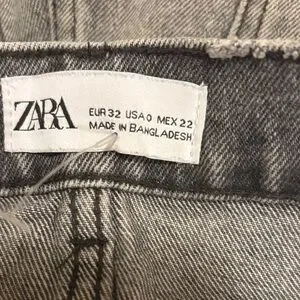 ZARA
EUR 32 USA 0 MEX 22
MADE IN BANGLADESH